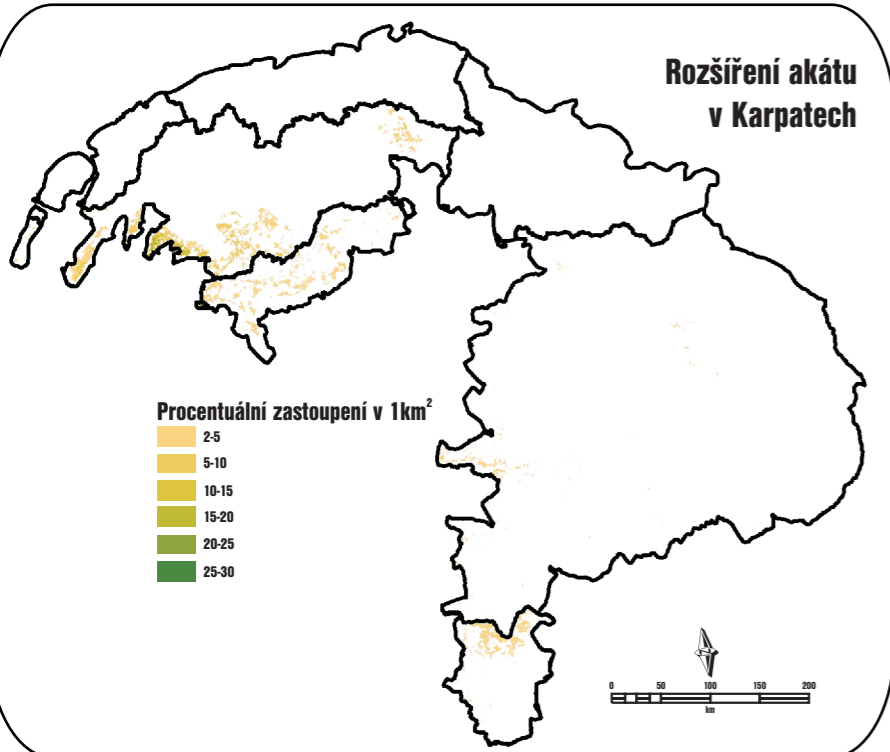 Rozšíření akátu
v Karpatech
Procentuální zastoupení v 1km²
2-5
5-10
10-15
15-20
20-25
25-30
0 50 100 150 200
km